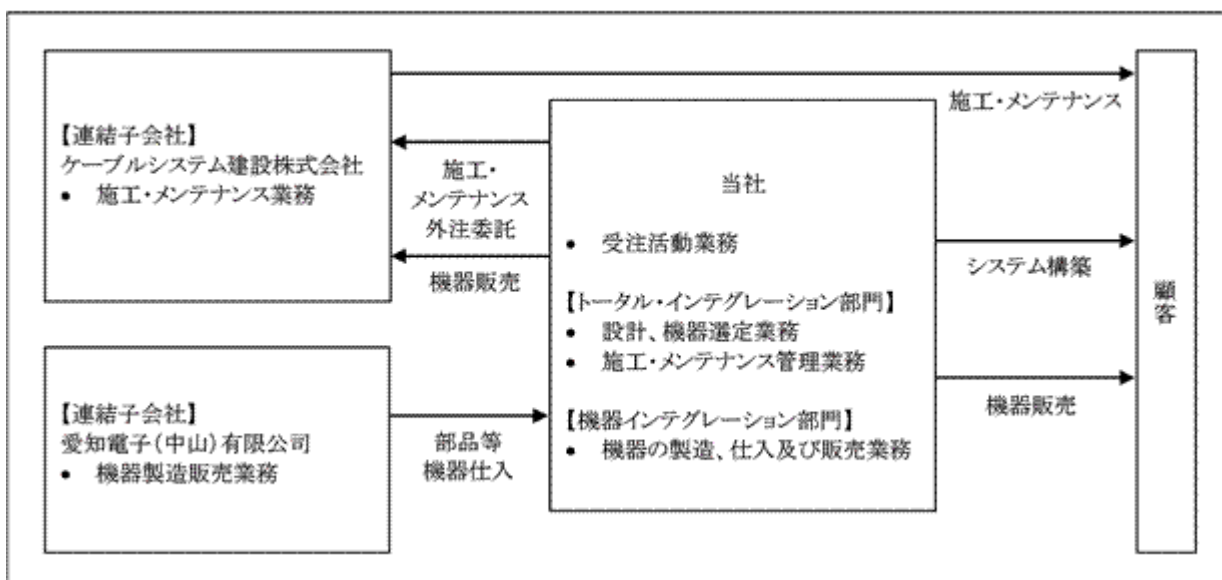 【連結子会社】
ケーブルシステム建設株式会社
● 施工・メンテナンス業務
施工・メンテナンス
施工・
メンテナンス
外注委託
機器販売
当社
● 受注活動業務
【トータル・インテグレーション部門】
● 設計、機器選定業務
● 施工・メンテナンス管理業務
【機器インテグレーション部門】
● 機器の製造、仕入及び販売業務
システム構築
機器販売
顧客
【連結子会社】
愛知電子(中山)有限公司
● 機器製造販売業務
部品等
機器仕入